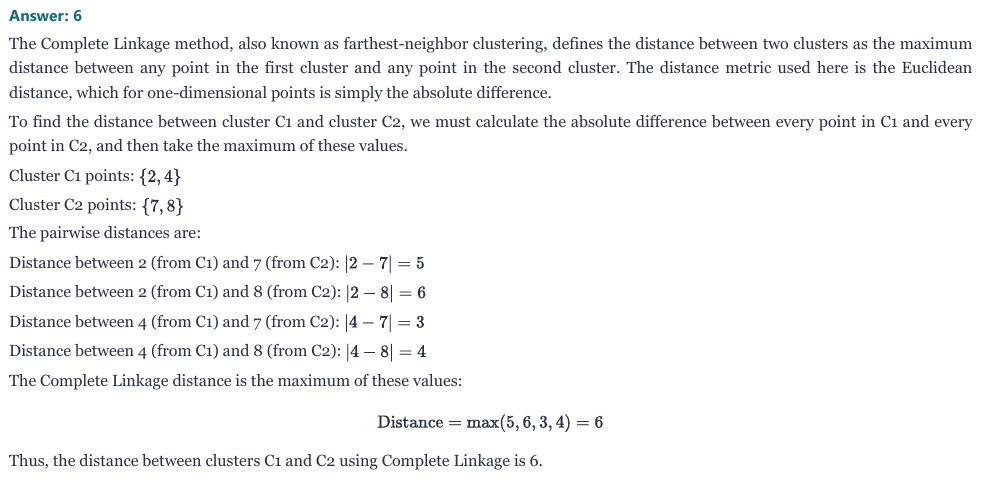 Answer: 6
The Complete Linkage method, also known as farthest-neighbor clustering, defines the distance between two clusters as the maximum
distance between any point in the first cluster and any point in the second cluster. The distance metric used here is the Euclidean
distance, which for one-dimensional points is simply the absolute difference.
To find the distance between cluster C1 and cluster C2, we must calculate the absolute difference between every point in C1 and every
point in C2, and then take the maximum of these values.
Cluster C1 points: {2, 4}
Cluster C2 points: {7, 8}
The pairwise distances are:
Distance between 2 (from C1) and 7 (from C2): |2 − 7| = 5
Distance between 2 (from C1) and 8 (from C2): |2 − 8| = 6
Distance between 4 (from C1) and 7 (from C2): |4 − 7| = 3
Distance between 4 (from C1) and 8 (from C2): |4 − 8| = 4
The Complete Linkage distance is the maximum of these values:
Distance = max(5, 6, 3, 4) = 6
Thus, the distance between clusters C1 and C2 using Complete Linkage is 6.